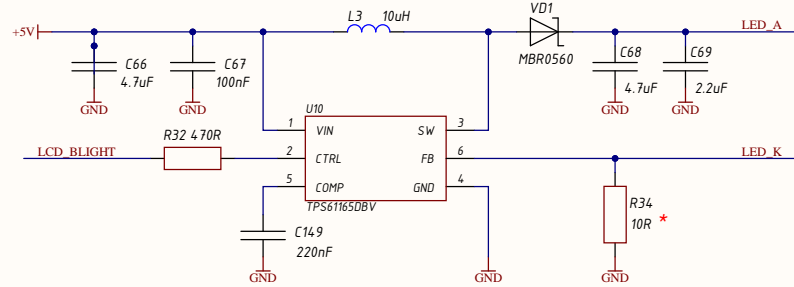 L3 10uH
VD1
+5V
LED_A
C66
4.7uF
C67
100nF
MBR0560
C68
4.7uF
C69
2.2uF
GND
GND
GND
GND
U10
R32 470R
1 VIN
SW 3
LCD_BLIGHT
2 CTRL
FB 6
LED_K
5 COMP
GND 4
TPS61165DBV
R34
10R *
C149
220nF
GND
GND
GND